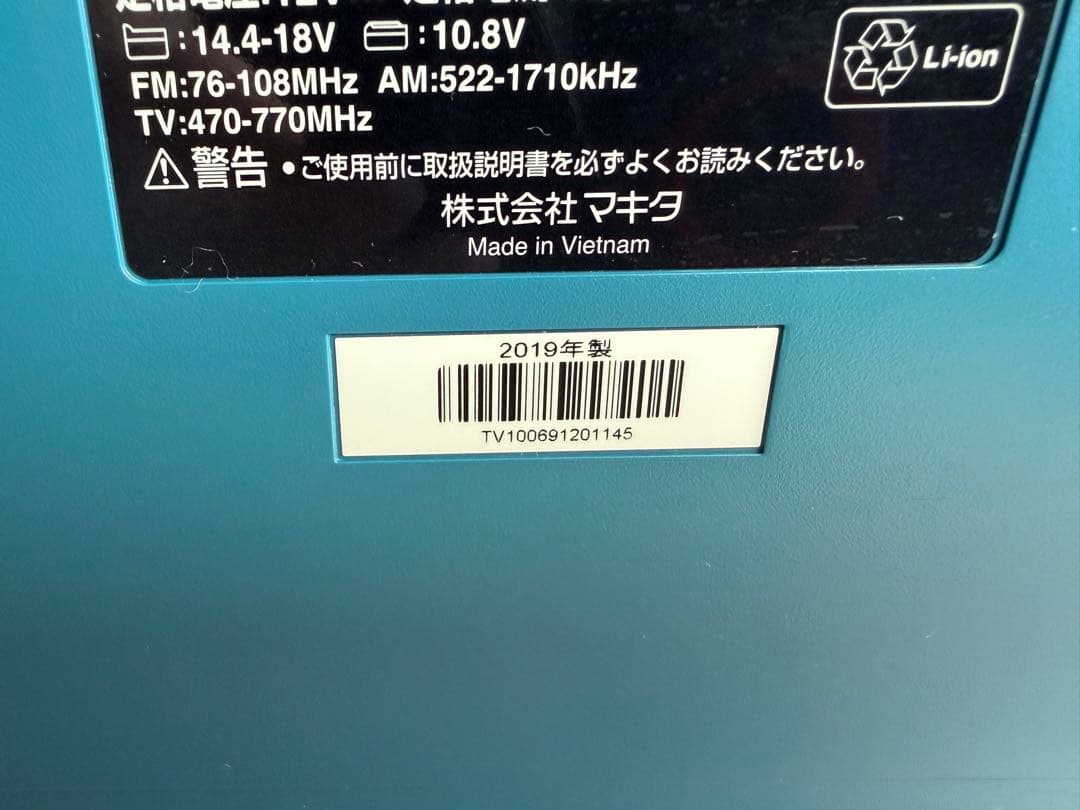 :14.4-18V :10.8V
Li-ion
FM:76-108MHz AM:522-1710kHz
TV:470-770MHz
警告 ●ご使用前に取扱説明書を必ずよくお読みください。
株式会社 マキタ
Made in Vietnam
2019年製
TV100691201145